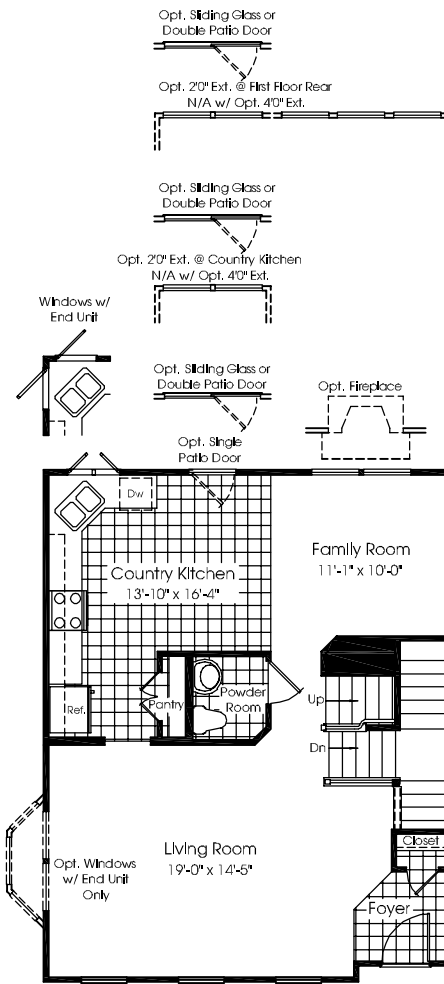 Opt. Sliding Glass or
Double Patio Door
Opt. 2'0" Ext. @ First Floor Rear
N/A w/ Opt. 4'0" Ext.
Opt. Sliding Glass or
Double Patio Door
Opt. 2'0" Ext. @ Country Kitchen
N/A w/ Opt. 4'0" Ext.
Windows w/
End Unit
Opt. Sliding Glass or
Double Patio Door
Opt. Fireplace
Opt. Single
Patio Door
Dw
Family Room
11'-1" x 10'-0"
Country Kitchen
13'-10" x 16'-4"
Ref.
Pantry
Powder
Room
Up
Dn
Living Room
19'-0" x 14'-5"
Closet
Opt. Windows
w/ End Unit
Only
Foyer